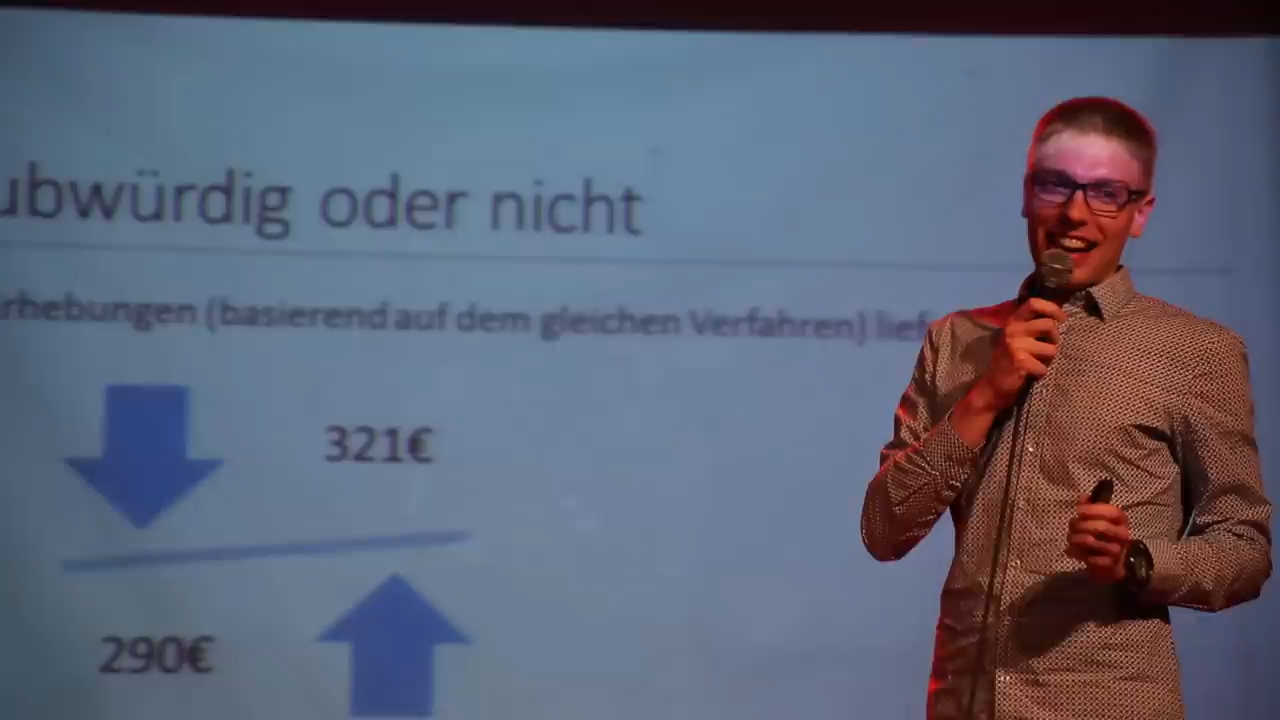 ubwürdig oder nicht
rhebungen (basierend auf dem gleichen Verfahren) lief
321€
290€